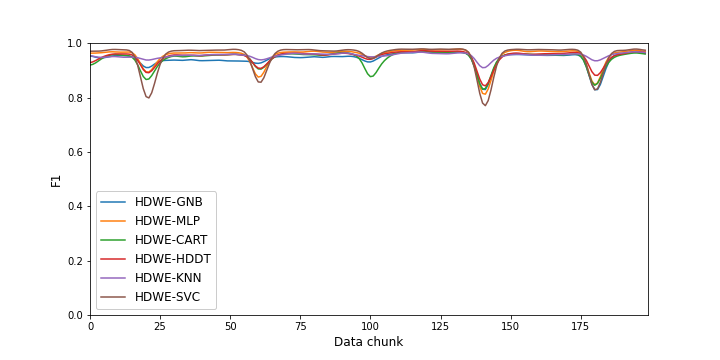 1.0
0.8
0.6
0.4
0.2
0.0
F1
HDWE-GNB
HDWE-MLP
HDWE-CART
HDWE-HDDT
HDWE-KNN
HDWE-SVC
0 25 50 75 100 125 150 175
Data chunk